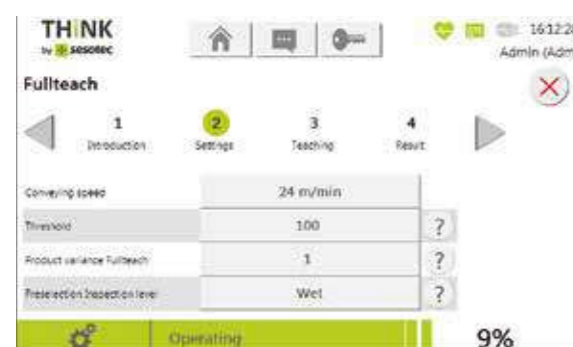 THiNK
by sesotec
16:12:28
Admin (Adm
Fullteach
1 2 3 4
Introduction Settings Teaching Result
Conveying speed 24 m/min
Threshold 100 ?
Product variance Fullteach 1 ?
Preselection Inspection level Wet ?
Operating 9%